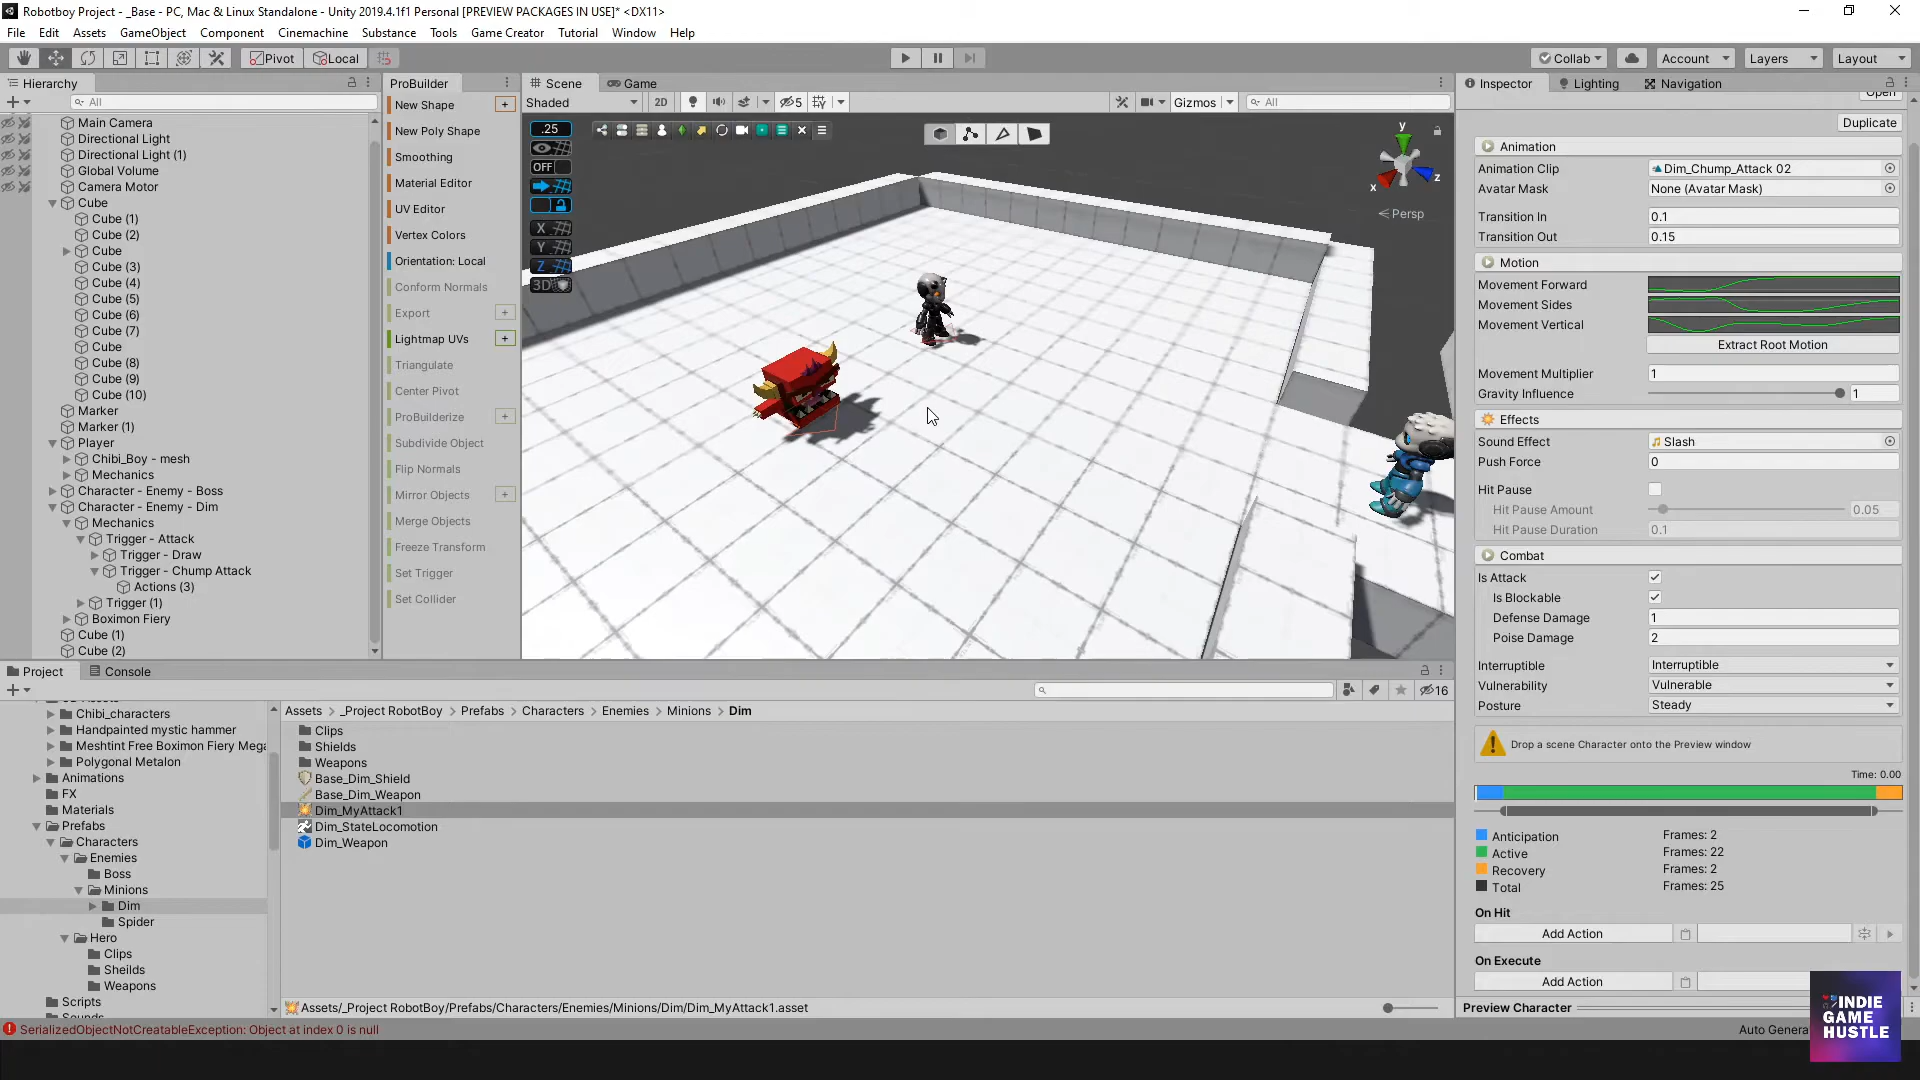 Robotboy Project - _Base - PC, Mac & Linux Standalone - Unity 2019.4.1f1 Personal [PREVIEW PACKAGES IN USE]* <DX11>
File Edit Assets GameObject Component Cinemachine Substance Tools Game Creator Tutorial Window Help
Pivot Local Collab Account Layers Layout
Hierarchy
All
Main Camera
Directional Light
Directional Light (1)
Global Volume
Camera Motor
Cube
Cube (1)
Cube (2)
Cube
Cube (3)
Cube (4)
Cube (5)
Cube (6)
Cube (7)
Cube
Cube (8)
Cube (9)
Cube (10)
Marker
Marker (1)
Player
Chibi_Boy - mesh
Mechanics
Character - Enemy - Boss
Character - Enemy - Dim
Mechanics
Trigger - Attack
Trigger - Draw
Trigger - Chump Attack
Actions (3)
Trigger (1)
Boximon Fiery
Cube (1)
Cube (2)
ProBuilder
New Shape +
New Poly Shape
Smoothing
Material Editor
UV Editor
Vertex Colors
Orientation: Local
Conform Normals
Export +
Lightmap UVs +
Triangulate
Center Pivot
ProBuilderize +
Subdivide Object
Flip Normals
Mirror Objects +
Merge Objects
Freeze Transform
Set Trigger
Set Collider
Scene Game
Shaded 2D 5 Gizmos All
.25
OFF
X
Y
Z
3D
y
x z
Persp
Inspector Lighting Navigation
Open
Duplicate
Animation
Animation Clip Dim_Chump_Attack 02
Avatar Mask None (Avatar Mask)
Transition In 0.1
Transition Out 0.15
Motion
Movement Forward
Movement Sides
Movement Vertical
Extract Root Motion
Movement Multiplier 1
Gravity Influence 1
Effects
Sound Effect Slash
Push Force 0
Hit Pause
Hit Pause Amount 0.05
Hit Pause Duration 0.1
Combat
Is Attack
Is Blockable
Defense Damage 1
Poise Damage 2
Interruptible Interruptible
Vulnerability Vulnerable
Posture Steady
Drop a scene Character onto the Preview window
Time: 0.00
Anticipation Frames: 2
Active Frames: 22
Recovery Frames: 2
Total Frames: 25
On Hit
Add Action
On Execute
Add Action
Preview Character
Project Console
16
Chibi_characters
Handpainted mystic hammer
Meshtint Free Boximon Fiery Mega
Polygonal Metalon
Animations
FX
Materials
Prefabs
Characters
Enemies
Boss
Minions
Dim
Spider
Hero
Clips
Sheilds
Weapons
Scripts
Sounds
Assets > _Project RobotBoy > Prefabs > Characters > Enemies > Minions > Dim
Clips
Shields
Weapons
Base_Dim_Shield
Base_Dim_Weapon
Dim_MyAttack1
Dim_StateLocomotion
Dim_Weapon
Assets/_Project RobotBoy/Prefabs/Characters/Enemies/Minions/Dim/Dim_MyAttack1.asset
SerializedObjectNotCreatableException: Object at index 0 is null
Auto Genera
INDIE
GAME
HUSTLE